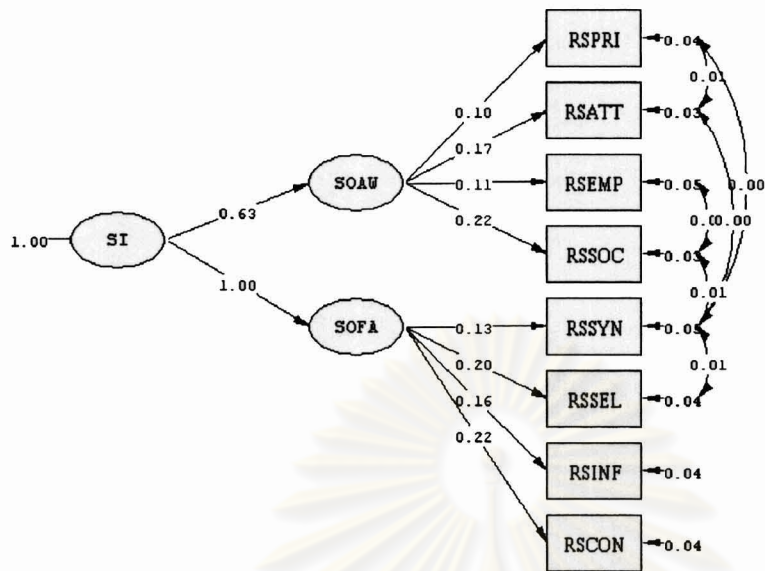 RSPRI 0.04
0.01
0.10 RSATT 0.03
0.17
SOAW 0.11 RSEMP 0.05 0.00
0.63 0.00
0.22
1.00 SI RSSOC 0.03
1.00 0.01
SOFA 0.13 RSSYN 0.05
0.20 0.01
0.16 RSSEL 0.04
0.22
RSINF 0.04
RSCON 0.04